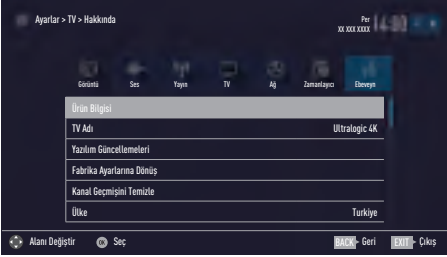 Ayarlar > TV > Hakkında
Per
xx xxx xxxx
14:00
Görüntü Ses Yayın TV Ağ Zamanlayıcı Ebeveyn
Ürün Bilgisi
TV Adı Ultralogic 4K
Yazılım Güncellemeleri
Fabrika Ayarlarına Dönüş
Kanal Geçmişini Temizle
Ülke Turkiye
Alanı Değiştir OK Seç BACK Geri EXIT Çıkış